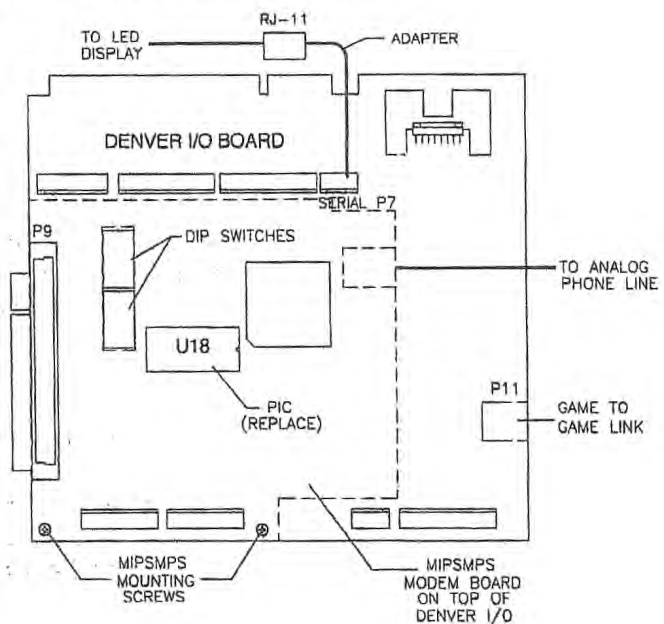 RJ-11
TO LED
DISPLAY
ADAPTER
DENVER I/O BOARD
SERIAL P7
P9
DIP SWITCHES
TO ANALOG
PHONE LINE
U18
P11
PIC
(REPLACE)
GAME TO
GAME LINK
MIPSMPS
MOUNTING
SCREWS
MIPSMPS
MODEM BOARD
ON TOP OF
DENVER I/O